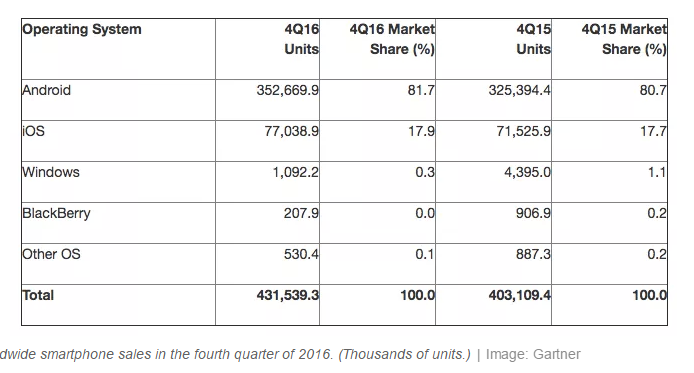 Operating System 4Q16 Units 4Q16 Market Share (%) 4Q15 Units 4Q15 Market Share (%)
Android 352,669.9 81.7 325,394.4 80.7
iOS 77,038.9 17.9 71,525.9 17.7
Windows 1,092.2 0.3 4,395.0 1.1
BlackBerry 207.9 0.0 906.9 0.2
Other OS 530.4 0.1 887.3 0.2
Total 431,539.3 100.0 403,109.4 100.0
dwide smartphone sales in the fourth quarter of 2016. (Thousands of units.) | Image: Gartner